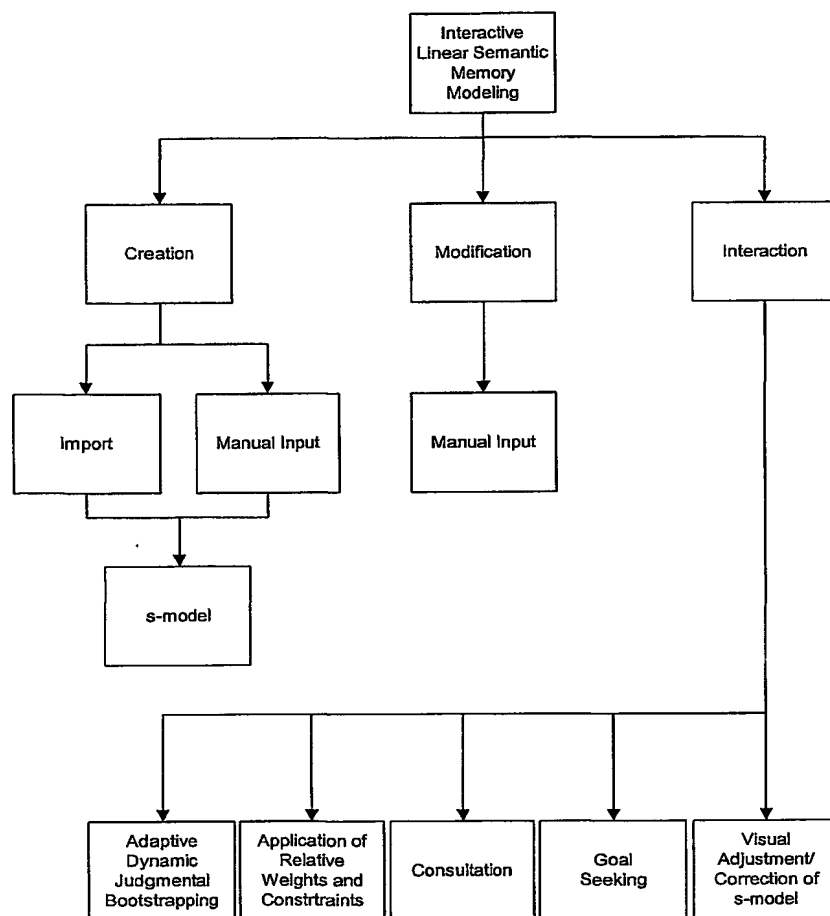 Interactive
Linear Semantic
Memory
Modeling
Creation
Modification
Interaction
Import
Manual Input
Manual Input
s-model
Adaptive
Dynamic
Judgmental
Bootstrapping
Application of
Relative
Weights and
Constrtraints
Consultation
Goal
Seeking
Visual
Adjustment/
Correction of
s-model